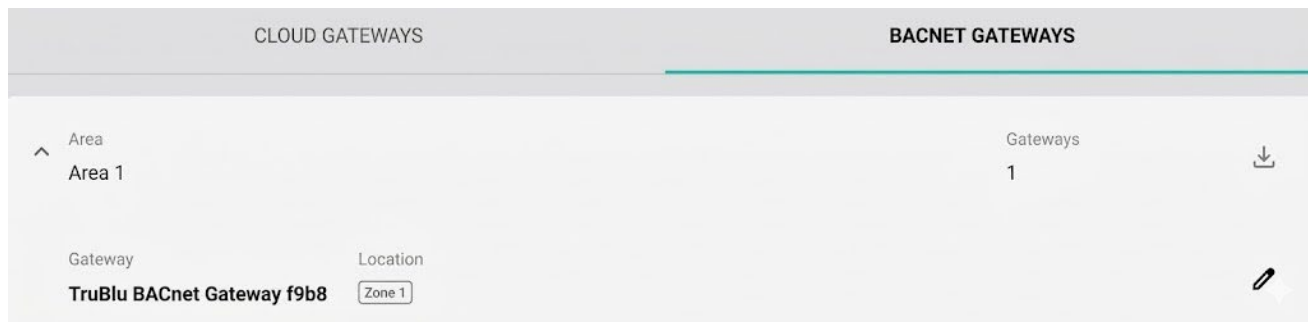 CLOUD GATEWAYS BACNET GATEWAYS
Area Gateways
Area 1 1
Gateway Location
TruBlu BACnet Gateway f9b8 Zone 1